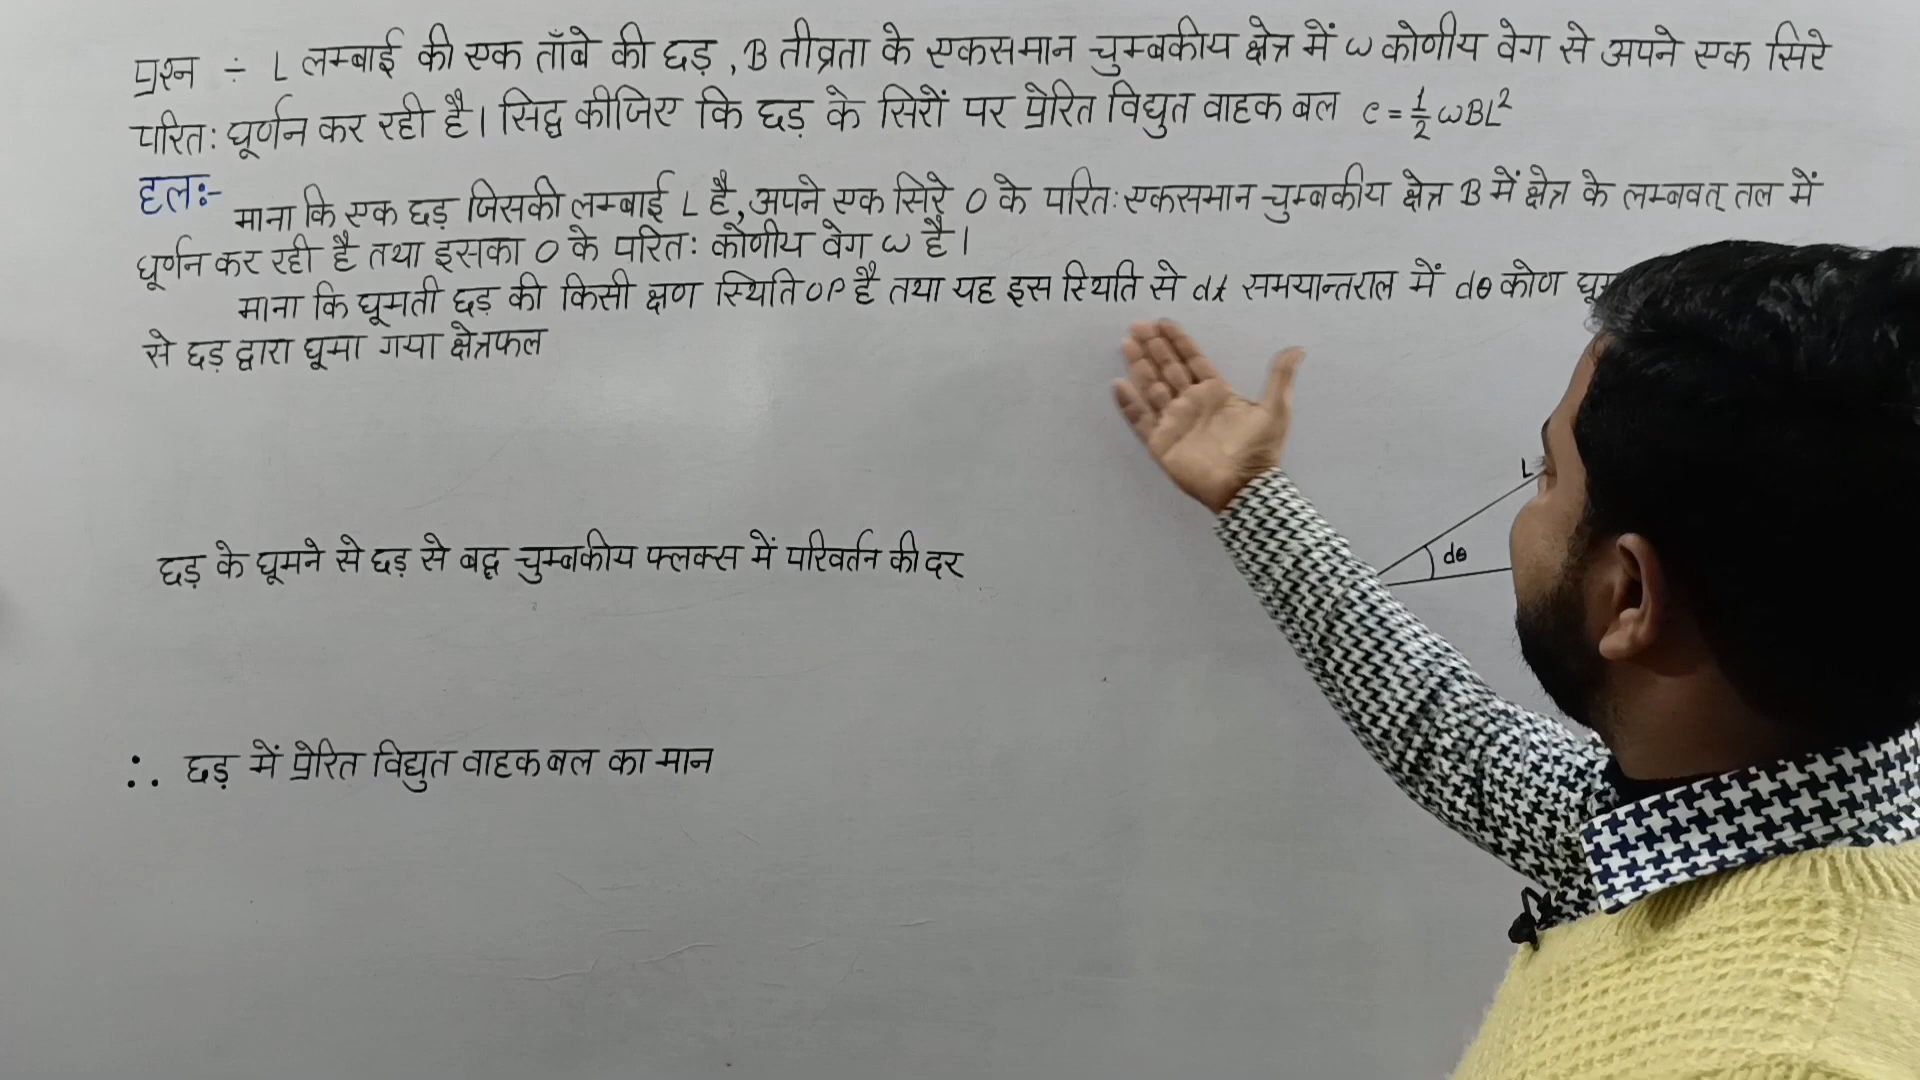 प्रश्न ÷ L लम्बाई की एक ताँबे की छड़, B तीव्रता के एकसमान चुम्बकीय क्षेत्र में ω कोणीय वेग से अपने एक सिरे
परितः घूर्णन कर रही है। सिद्ध कीजिए कि छड़ के सिरों पर प्रेरित विद्युत वाहक बल e = 1/2 ωBL²
हलः-
माना कि एक छड़ जिसकी लम्बाई L है, अपने एक सिरे O के परितः एकसमान चुम्बकीय क्षेत्र B में क्षेत्र के लम्बवत् तल में
घूर्णन कर रही है तथा इसका O के परितः कोणीय वेग ω है।
माना कि घूमती छड़ की किसी क्षण स्थिति OP है तथा यह इस स्थिति से dt समयान्तराल में dθ कोण
से छड़ द्वारा घूमा गया क्षेत्रफल
L
dθ
छड़ के घूमने से छड़ से बद्ध चुम्बकीय फ्लक्स में परिवर्तन की दर
∴ छड़ में प्रेरित विद्युत वाहक बल का मान